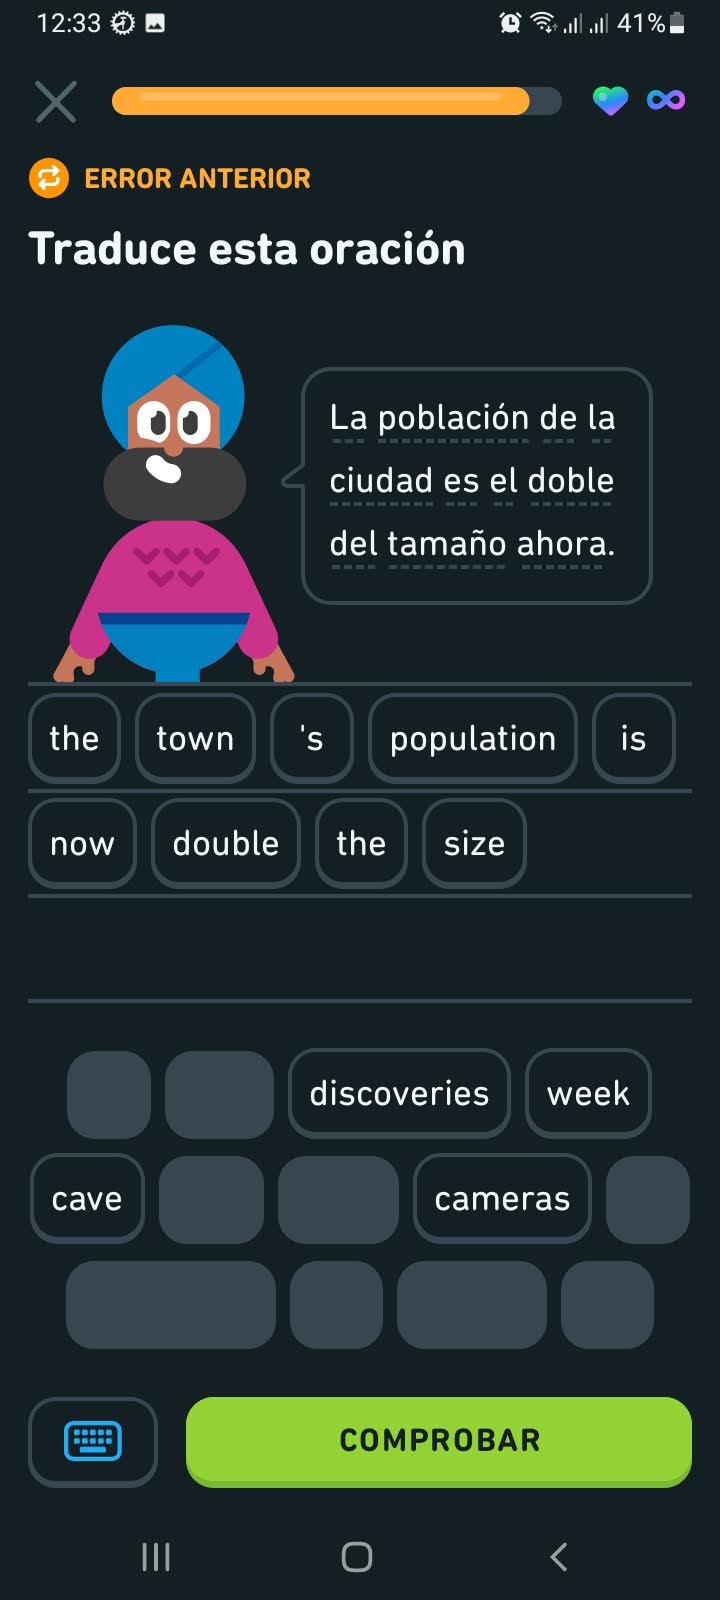 12:33 41%
ERROR ANTERIOR
Traduce esta oración
La población de la
ciudad es el doble
del tamaño ahora.
the town 's population is
now double the size
discoveries week
cave cameras
COMPROBAR